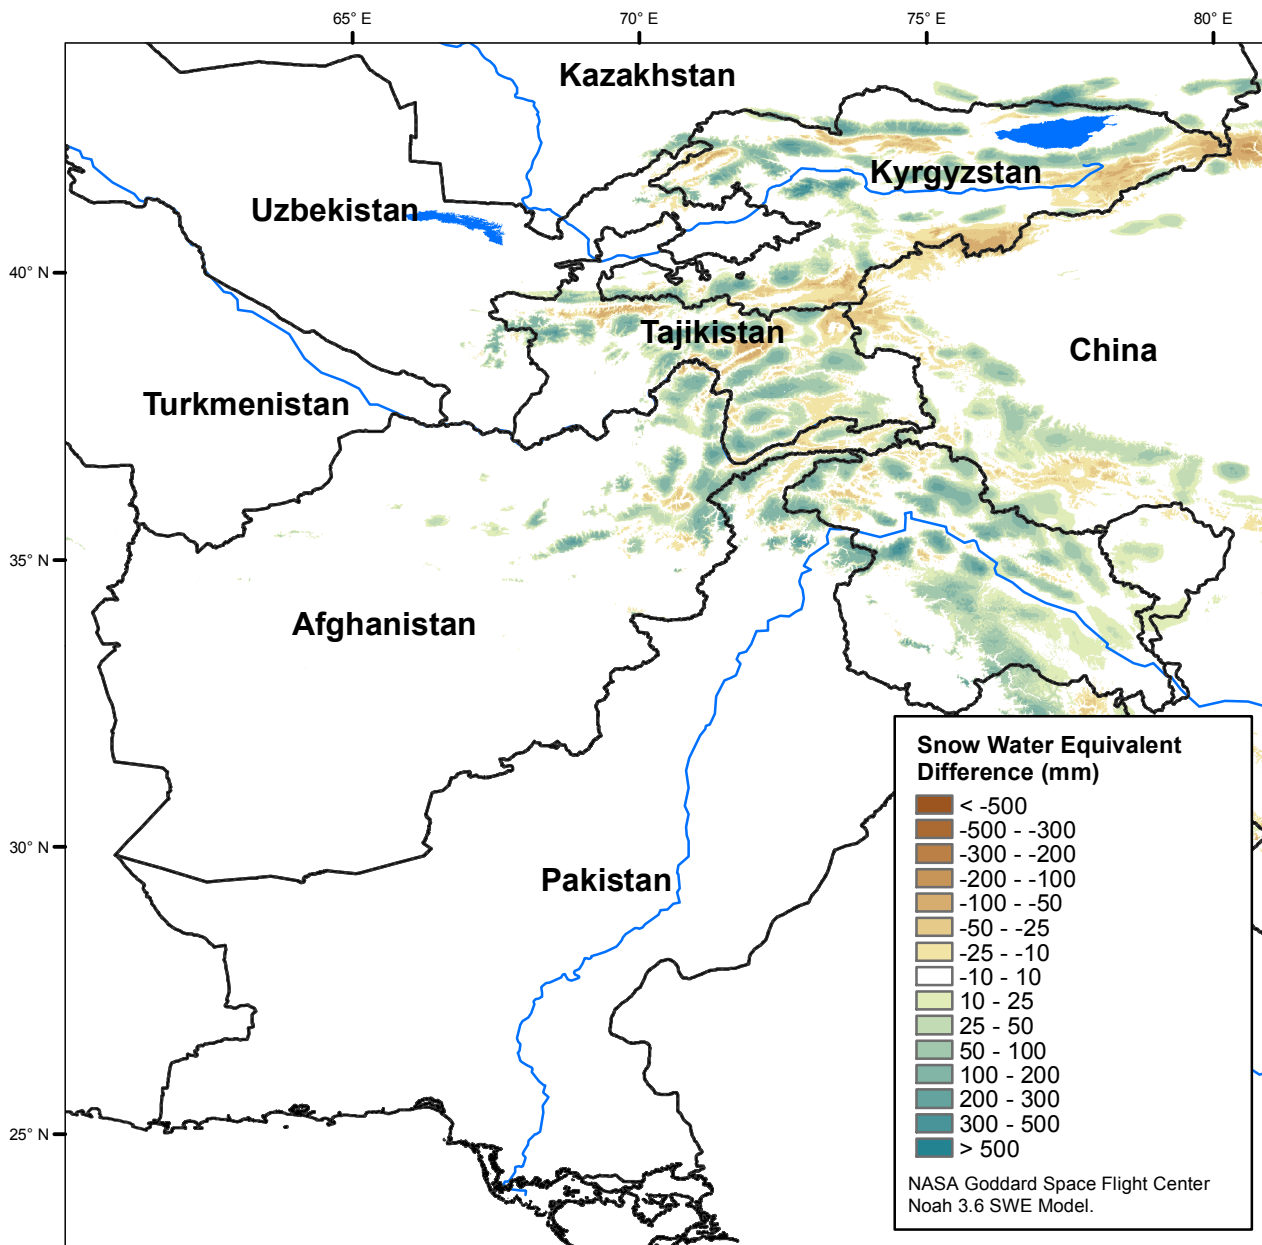 65° E
70° E
75° E
80° E
Kazakhstan
Kyrgyzstan
Uzbekistan
40° N
Tajikistan
China
Turkmenistan
35° N
Afghanistan
Snow Water Equivalent
Difference (mm)
< -500
-500 - -300
-300 - -200
-200 - -100
-100 - -50
-50 - -25
-25 - -10
-10 - 10
10 - 25
25 - 50
50 - 100
100 - 200
200 - 300
300 - 500
> 500
NASA Goddard Space Flight Center
Noah 3.6 SWE Model.
30° N
Pakistan
25° N